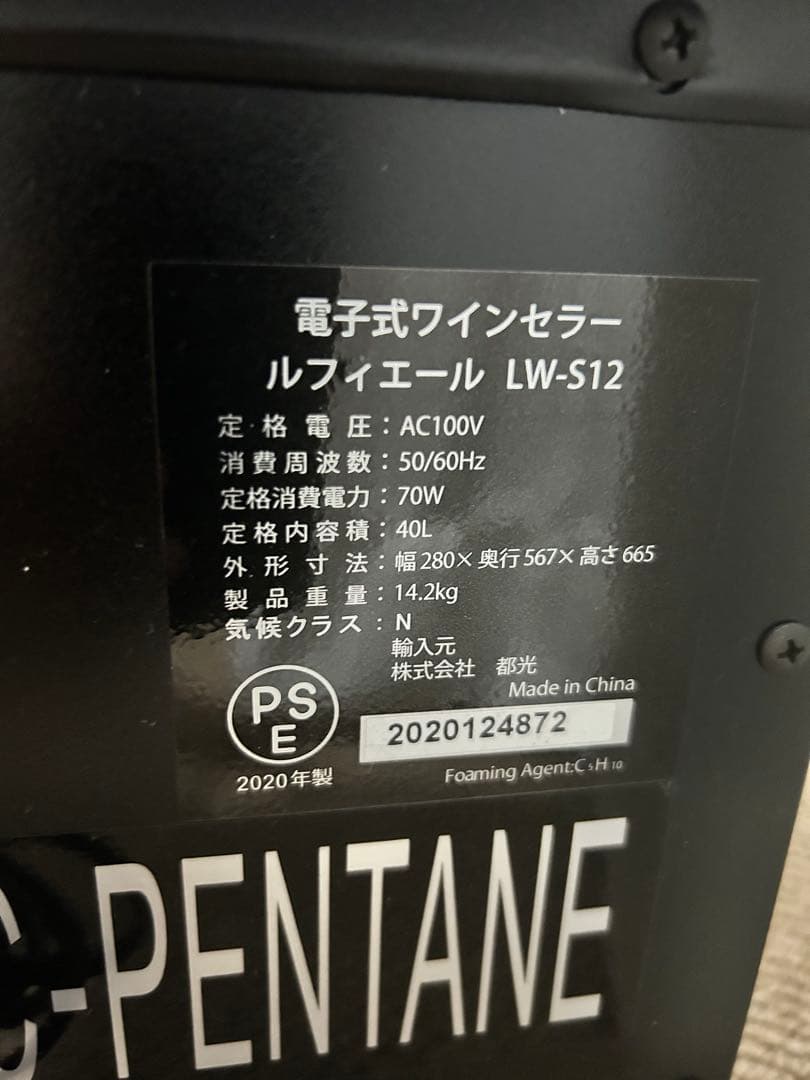 電子式ワインセラー
ルフィエール LW-S12
定格電圧：AC100V
消費周波数：50/60Hz
定格消費電力：70W
定格内容積：40L
外形寸法：幅280×奥行567×高さ665
製品重量：14.2kg
気候クラス：N
輸入元
株式会社 都光
Made in China
PS
E
2020124872
2020年製
Foaming Agent:C₅H₁₀
C-PENTANE